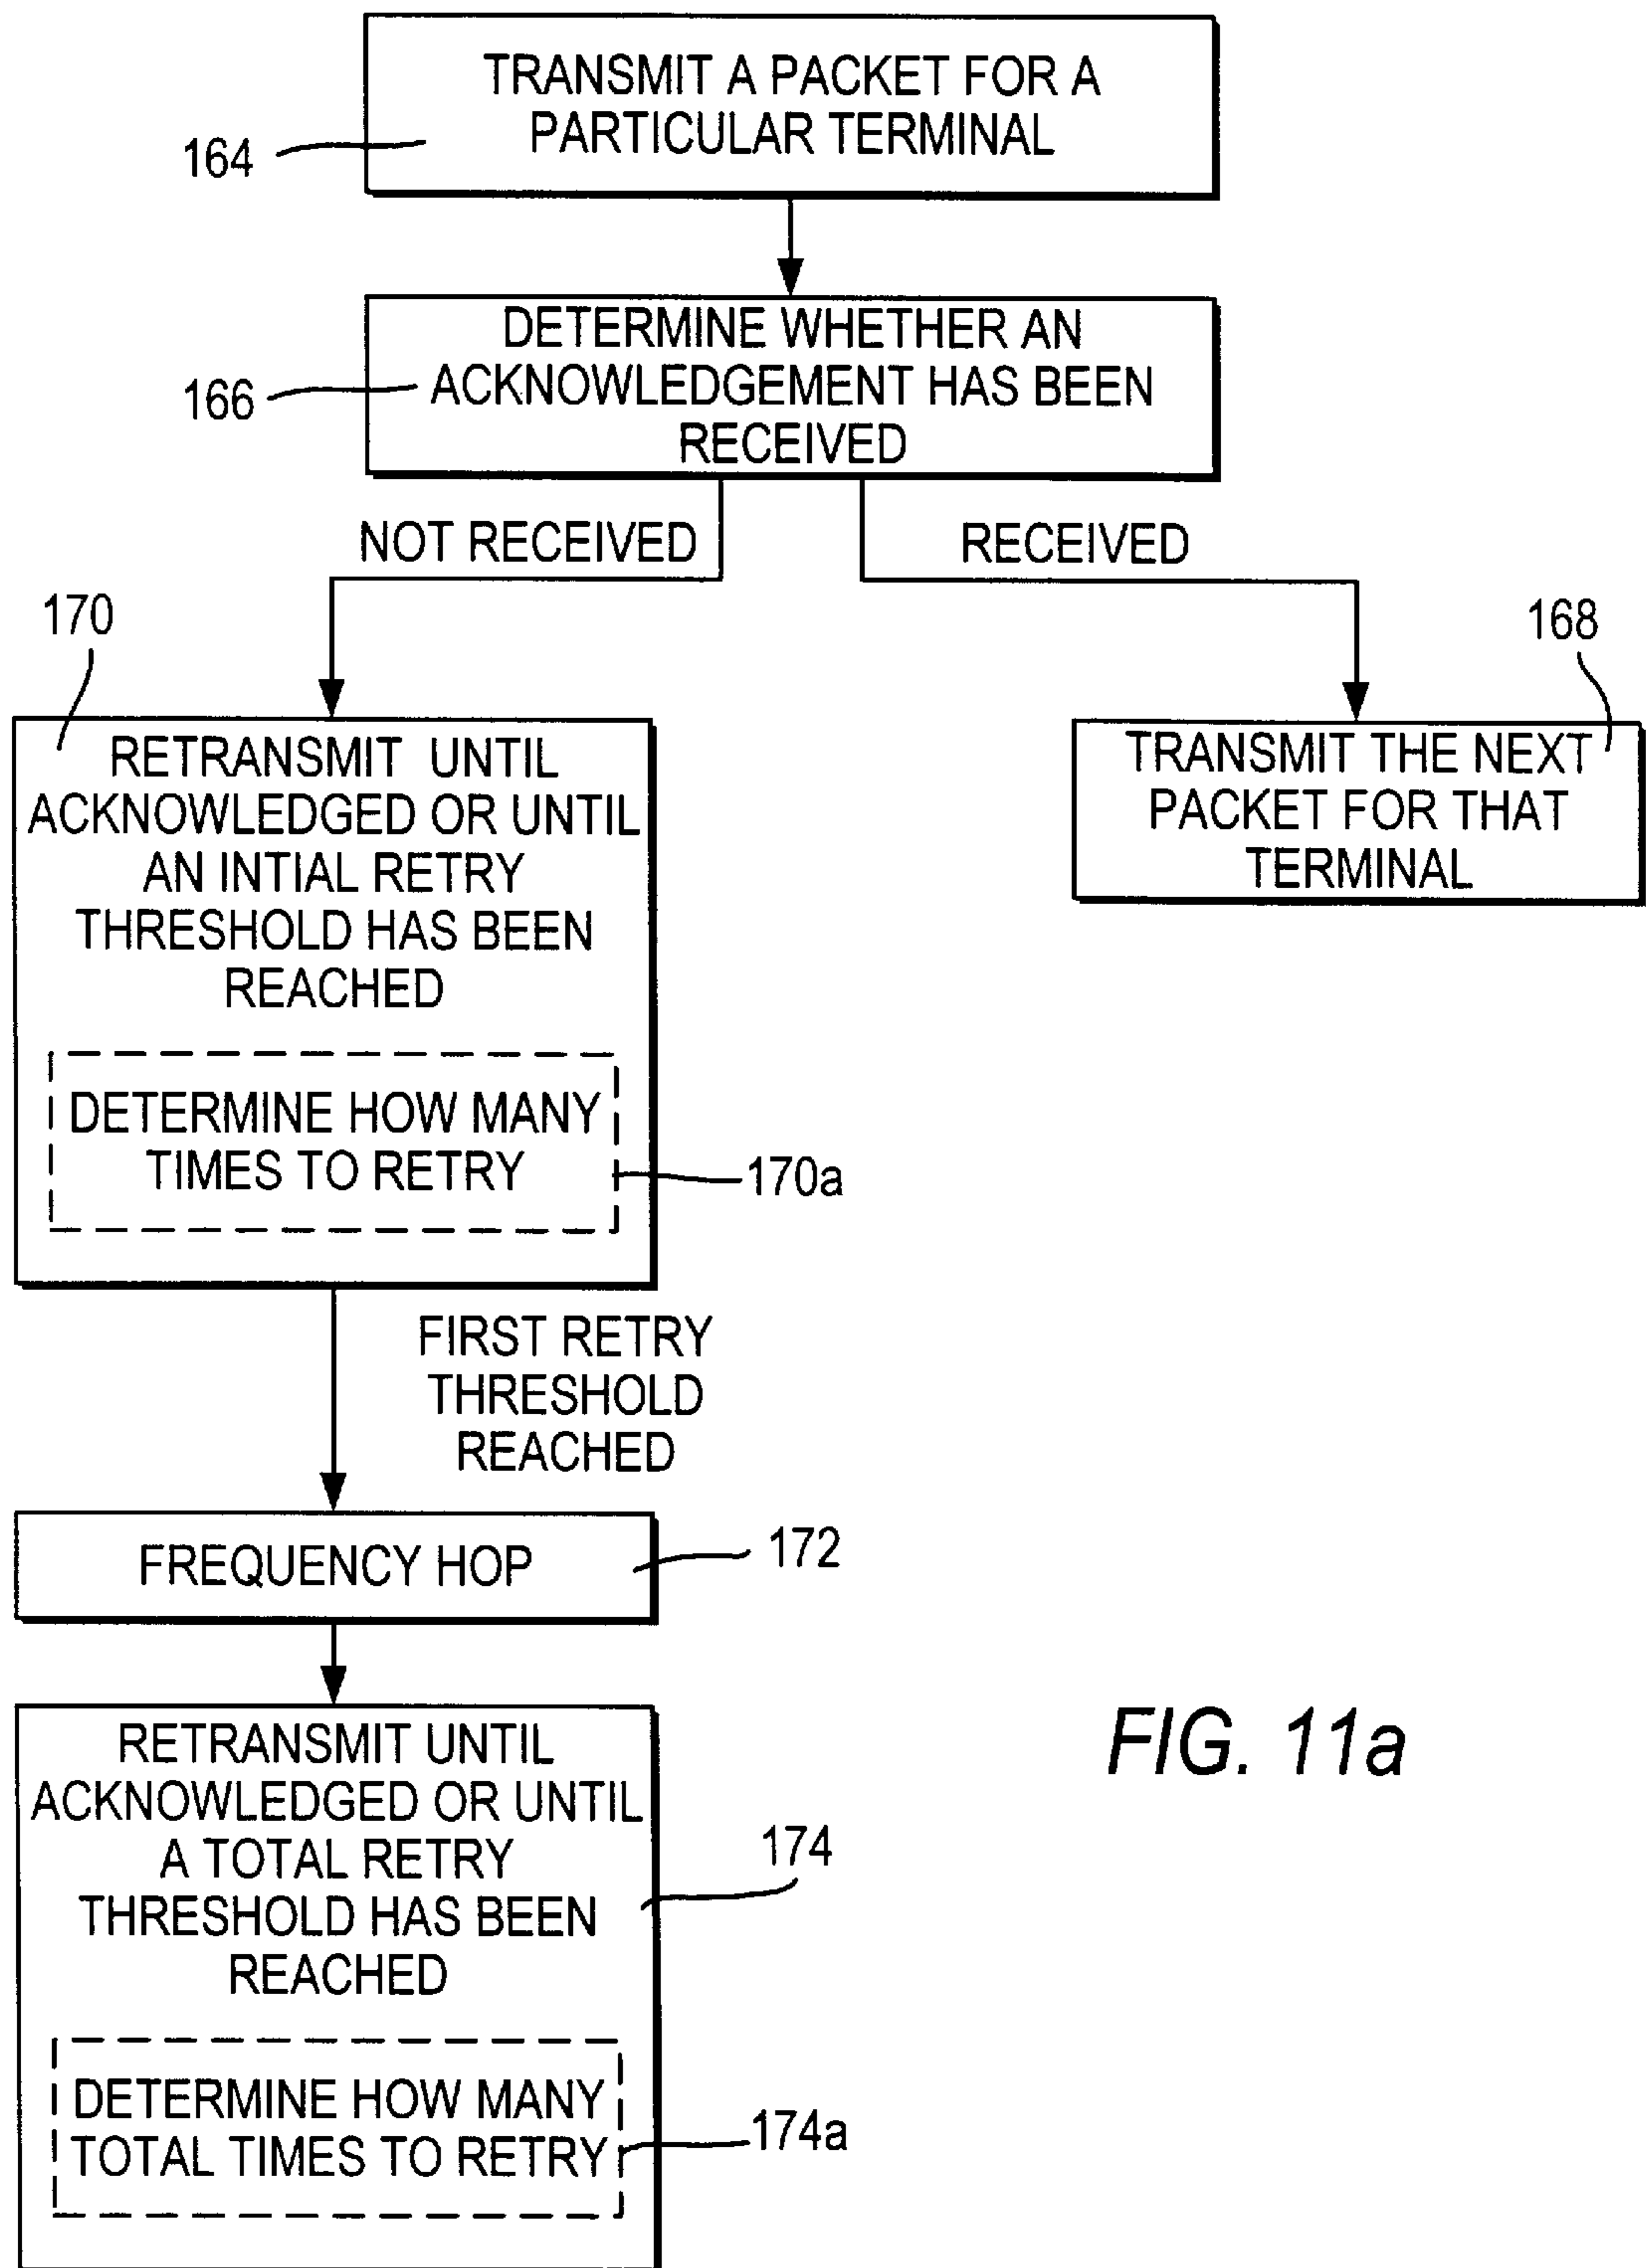 TRANSMIT A PACKET FOR A
PARTICULAR TERMINAL
164
DETERMINE WHETHER AN
ACKNOWLEDGEMENT HAS BEEN
RECEIVED
166
NOT RECEIVED
RECEIVED
170
168
RETRANSMIT UNTIL
ACKNOWLEDGED OR UNTIL
AN INTIAL RETRY
THRESHOLD HAS BEEN
REACHED
TRANSMIT THE NEXT
PACKET FOR THAT
TERMINAL
DETERMINE HOW MANY
TIMES TO RETRY
170a
FIRST RETRY
THRESHOLD
REACHED
FREQUENCY HOP
172
RETRANSMIT UNTIL
ACKNOWLEDGED OR UNTIL
A TOTAL RETRY
THRESHOLD HAS BEEN
REACHED
174
DETERMINE HOW MANY
TOTAL TIMES TO RETRY
174a
FIG. 11a